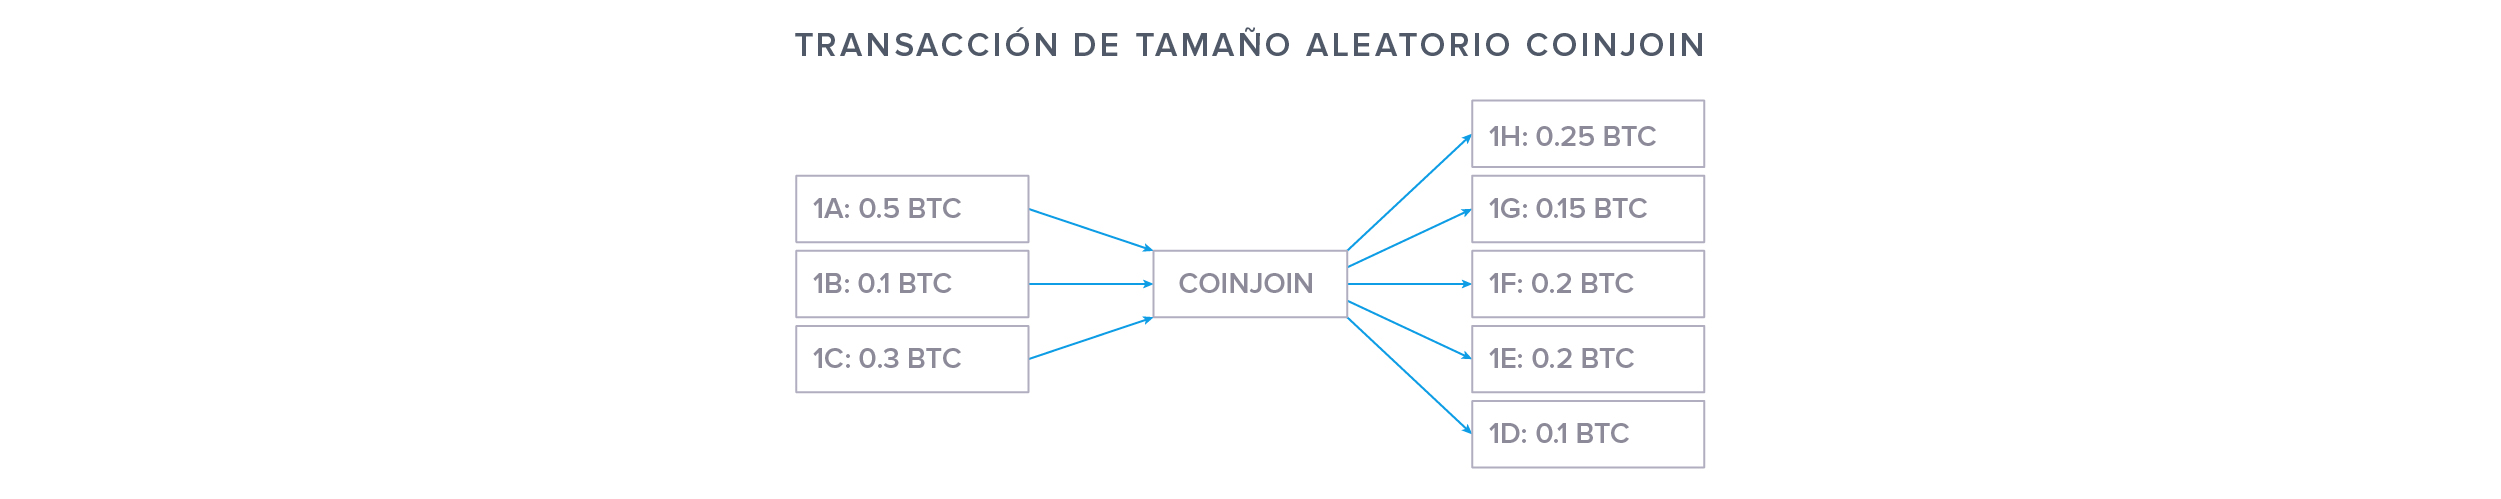 TRANSACCIÓN DE TAMAÑO ALEATORIO COINJOIN
1A: 0.5 BTC
1B: 0.1 BTC
1C: 0.3 BTC
COINJOIN
1H: 0.25 BTC
1G: 0.15 BTC
1F: 0.2 BTC
1E: 0.2 BTC
1D: 0.1 BTC